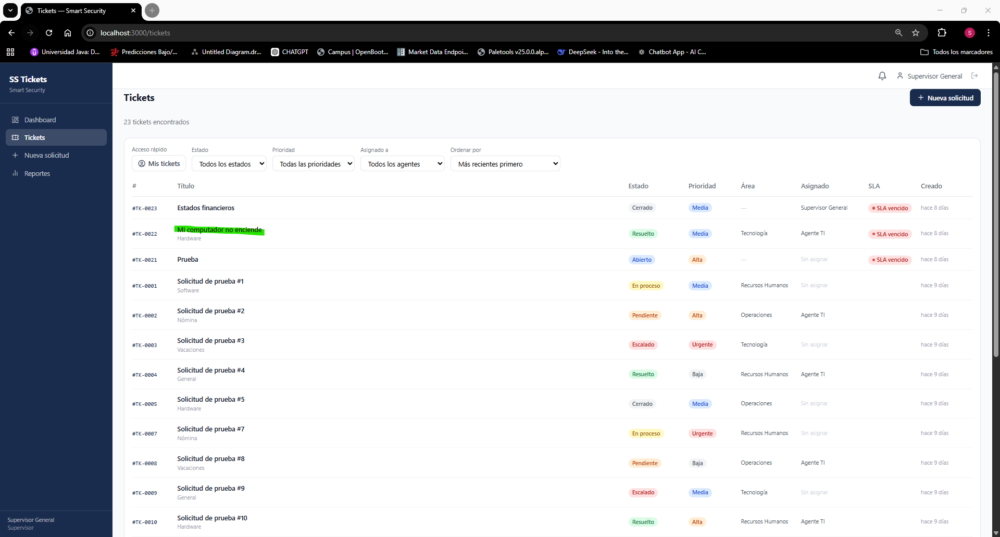 Tickets — Smart Security
localhost:3000/tickets
S
Universidad Java: D...
Predicciones Bajo/...
Untitled Diagram.dr...
CHATGPT
Campus | OpenBoot...
Market Data Endpoi...
Paletools v25.0.0.alp...
DeepSeek - Into the...
Chatbot App - AI C...
Todos los marcadores
SS Tickets
Smart Security
Dashboard
Tickets
Nueva solicitud
Reportes
Supervisor General
Supervisor
Supervisor General
Tickets
+ Nueva solicitud
23 tickets encontrados
Acceso rápido
Mis tickets
Estado
Todos los estados
Prioridad
Todas las prioridades
Asignado a
Todos los agentes
Ordenar por
Más recientes primero
# Título Estado Prioridad Área Asignado SLA Creado
#TK-0023 Estados financieros Cerrado Media — Supervisor General SLA vencido hace 8 días
#TK-0022 Mi computador no enciende Resuelto Media Tecnología Agente TI SLA vencido hace 8 días
Hardware
#TK-0021 Prueba Abierto Alta — Sin asignar SLA vencido hace 8 días
#TK-0001 Solicitud de prueba #1 En proceso Media Recursos Humanos Sin asignar hace 9 días
Software
#TK-0002 Solicitud de prueba #2 Pendiente Alta Operaciones Agente TI hace 9 días
Nómina
#TK-0003 Solicitud de prueba #3 Escalado Urgente Tecnología Sin asignar hace 9 días
Vacaciones
#TK-0004 Solicitud de prueba #4 Resuelto Baja Recursos Humanos Agente TI hace 9 días
General
#TK-0005 Solicitud de prueba #5 Cerrado Media Operaciones Sin asignar hace 9 días
Hardware
#TK-0007 Solicitud de prueba #7 En proceso Urgente Recursos Humanos Sin asignar hace 9 días
Nómina
#TK-0008 Solicitud de prueba #8 Pendiente Baja Operaciones Agente TI hace 9 días
Vacaciones
#TK-0009 Solicitud de prueba #9 Escalado Media Tecnología Sin asignar hace 9 días
General
#TK-0010 Solicitud de prueba #10 Resuelto Alta Recursos Humanos Agente TI hace 9 días
Hardware